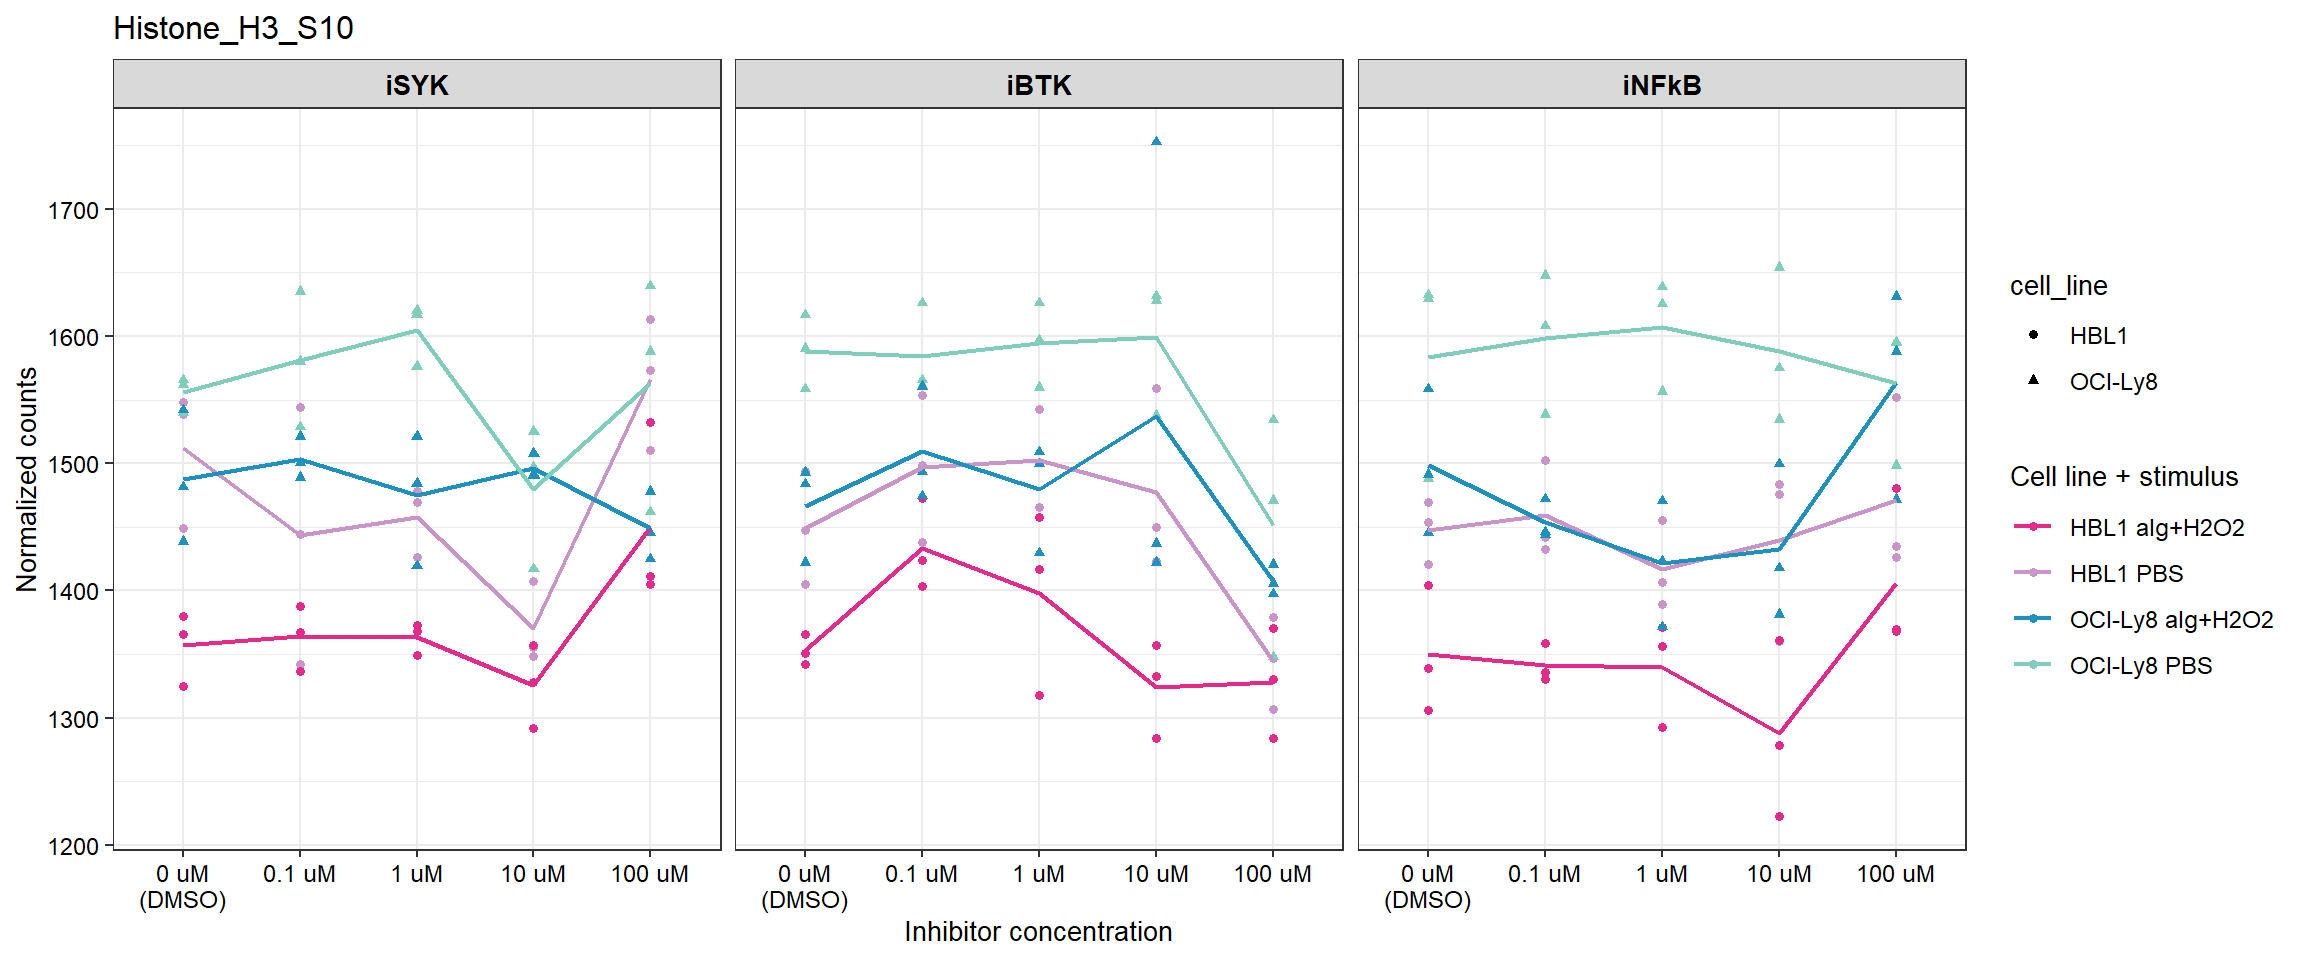 Histone_H3_S10
iSYK
iBTK
iNFkB
Normalized counts
1700
1600
1500
1400
1300
1200
0 uM
(DMSO)
0.1 uM
1 uM
10 uM
100 uM
0 uM
(DMSO)
0.1 uM
1 uM
10 uM
100 uM
0 uM
(DMSO)
0.1 uM
1 uM
10 uM
100 uM
Inhibitor concentration
cell_line
HBL1
OCI-Ly8
Cell line + stimulus
HBL1 aIg+H2O2
HBL1 PBS
OCI-Ly8 aIg+H2O2
OCI-Ly8 PBS